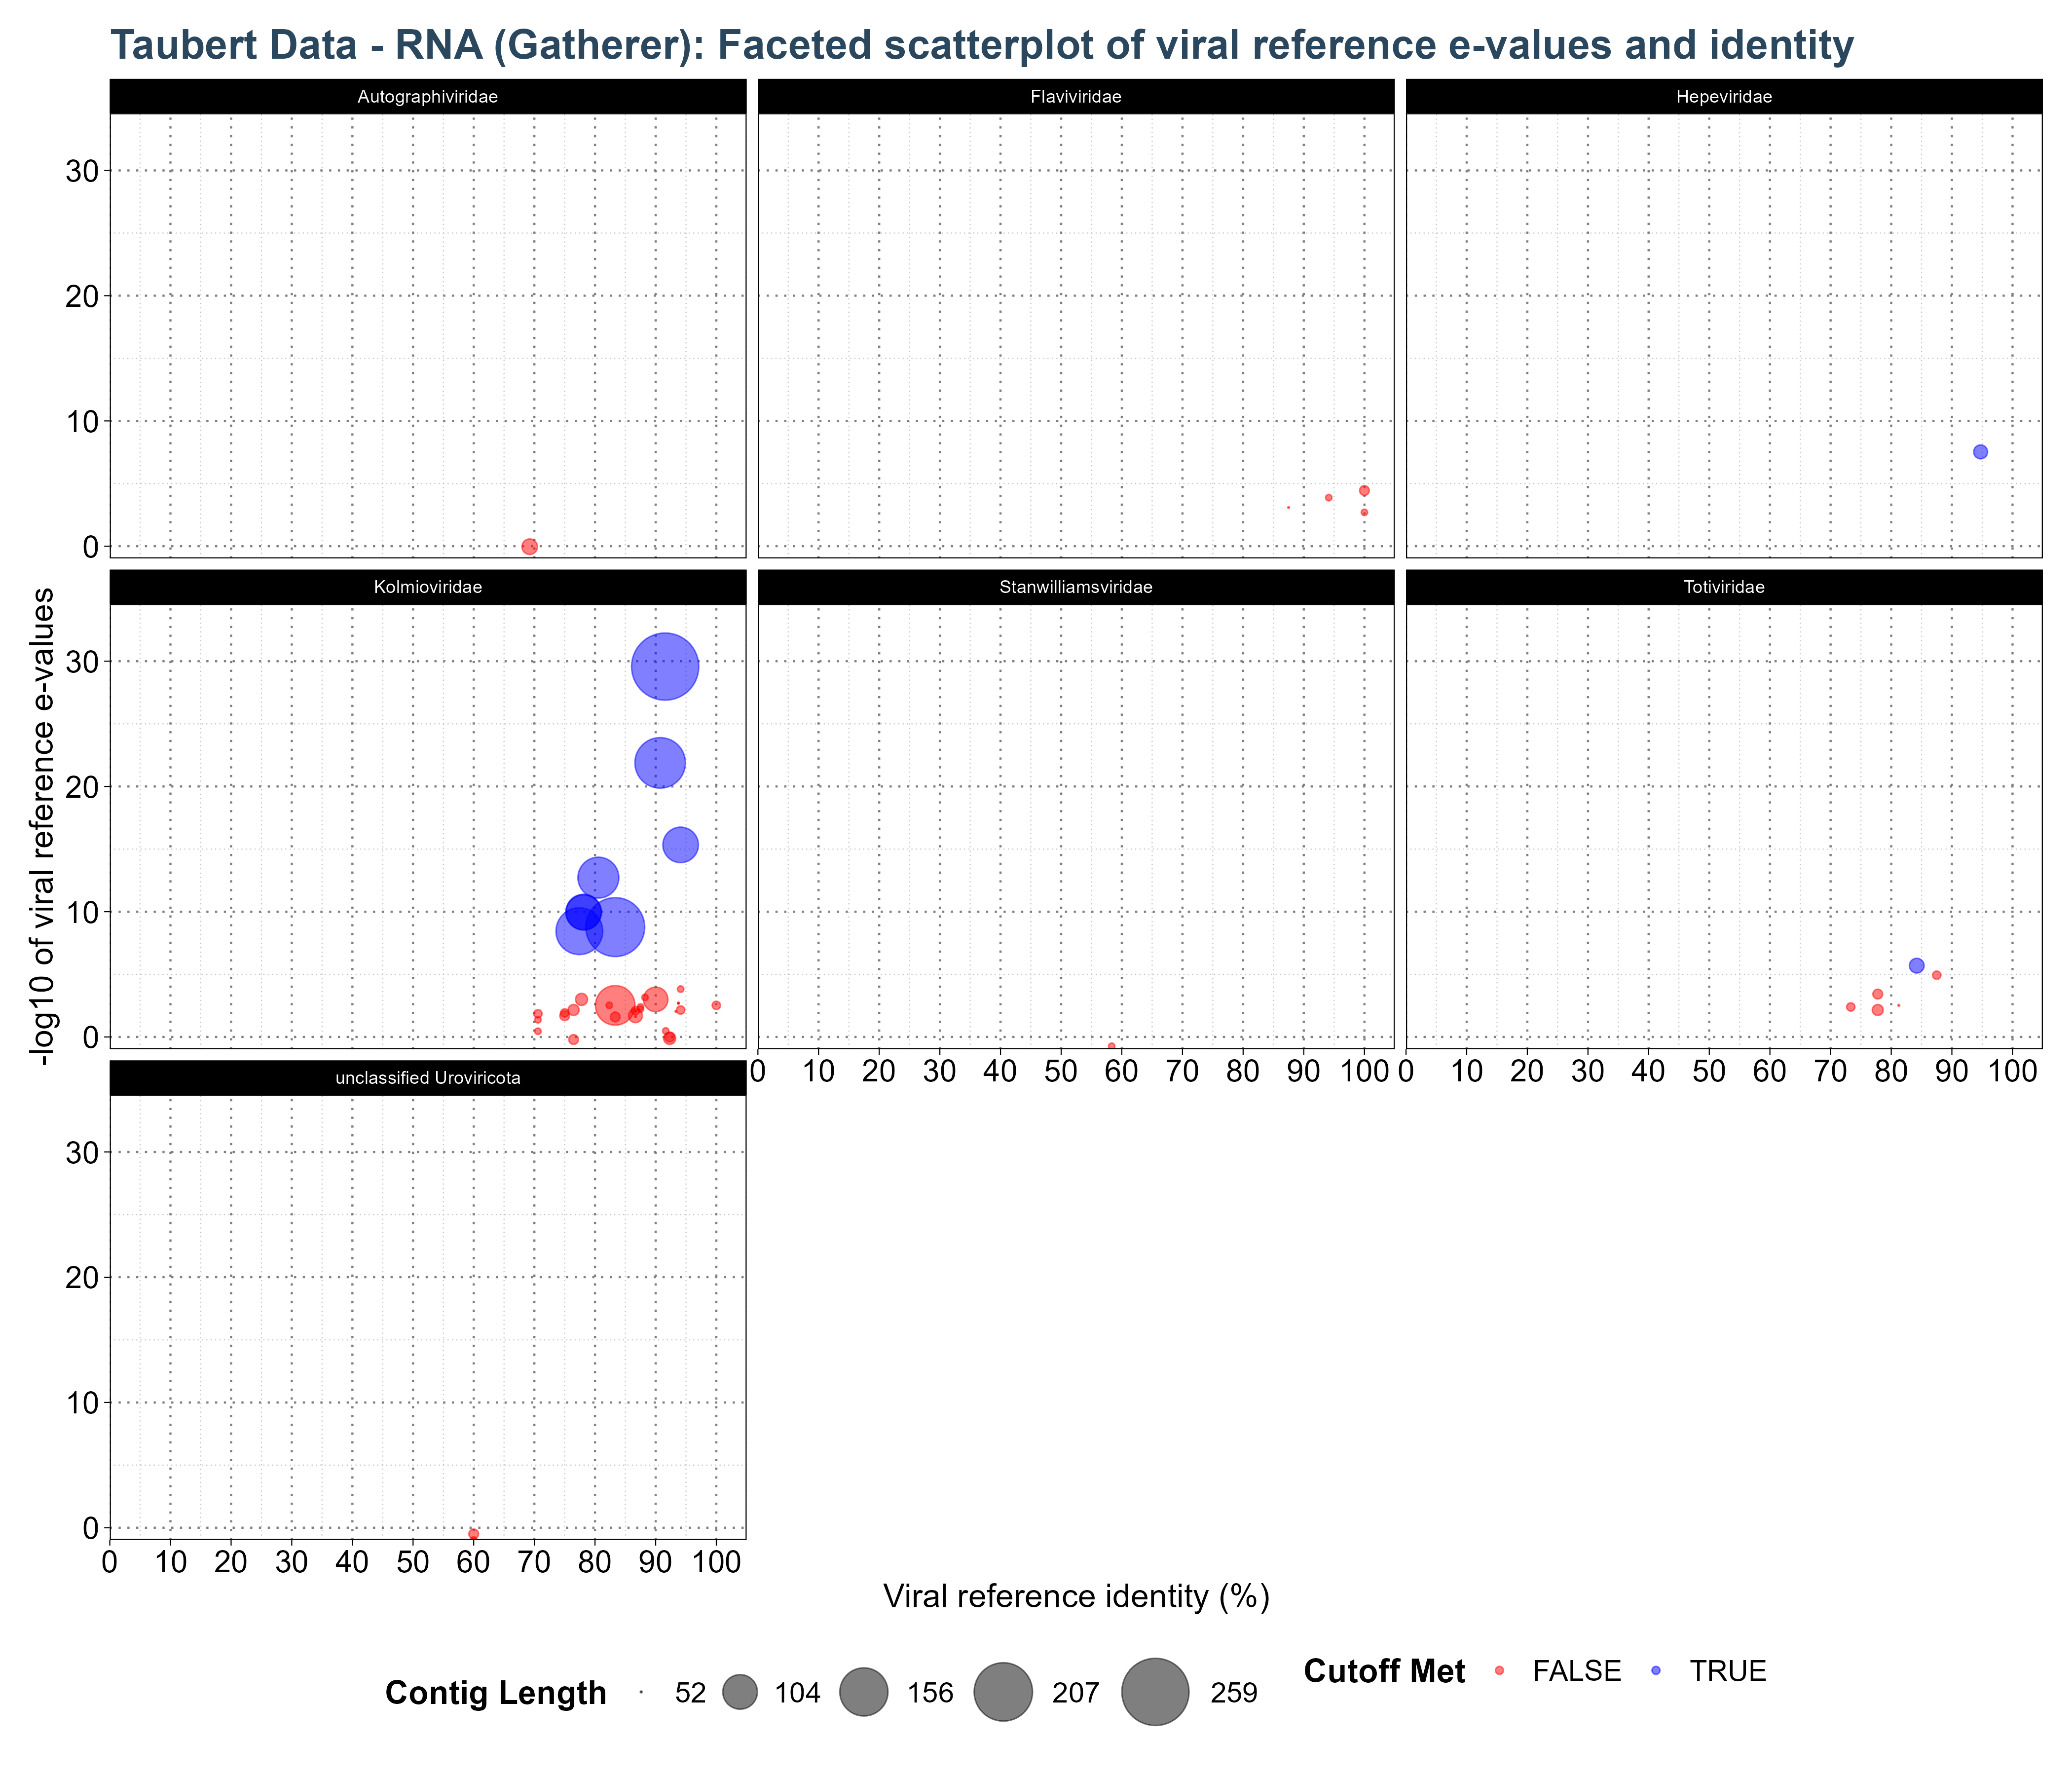 Taubert Data - RNA (Gatherer): Faceted scatterplot of viral reference e-values and identity
Autographiviridae
Flaviviridae
Hepeviridae
30
20
10
0
Kolmioviridae
Stanwilliamsviridae
Totiviridae
30
20
10
0
0 10 20 30 40 50 60 70 80 90 100
0 10 20 30 40 50 60 70 80 90 100
unclassified Uroviricota
30
20
10
0
0 10 20 30 40 50 60 70 80 90 100
-log10 of viral reference e-values
Viral reference identity (%)
Contig Length 52 104 156 207 259
Cutoff Met FALSE TRUE